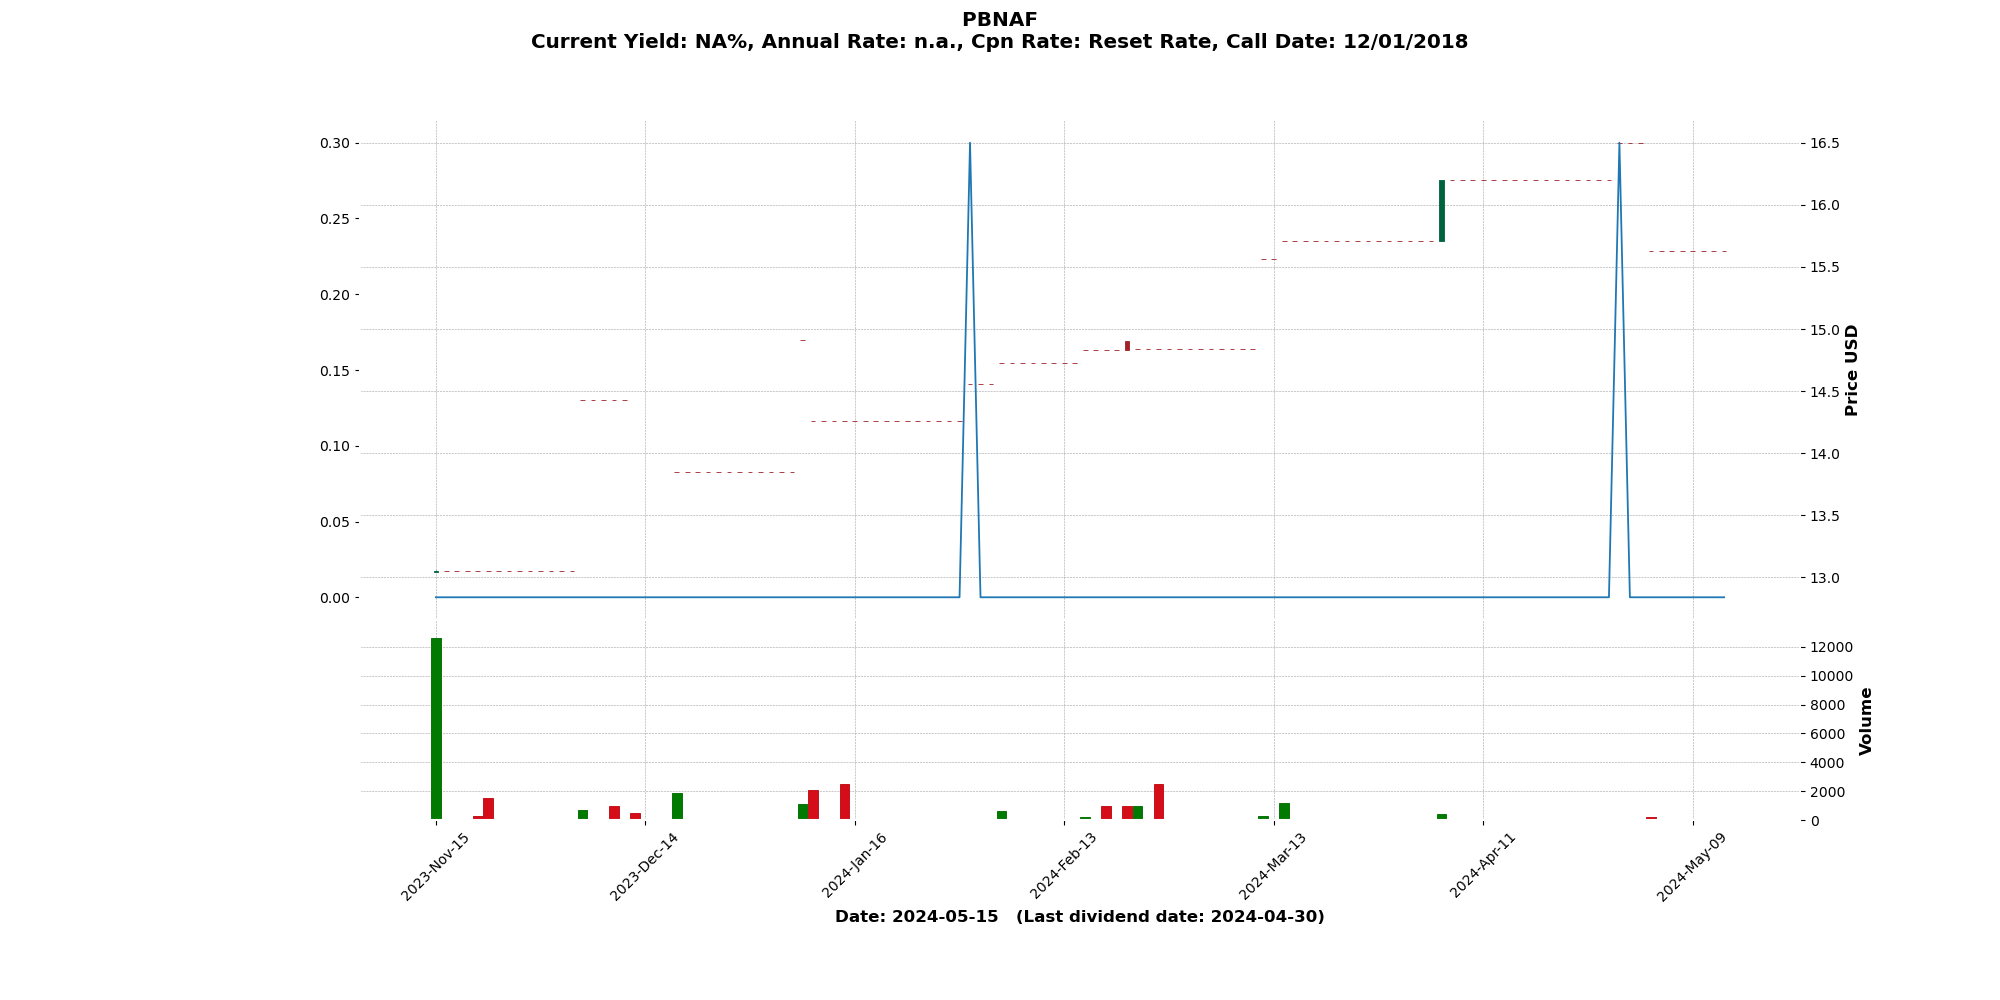 PBNAF
Current Yield: NA%, Annual Rate: n.a., Cpn Rate: Reset Rate, Call Date: 12/01/2018
0.30
0.25
0.20
0.15
0.10
0.05
0.00
16.5
16.0
15.5
15.0
14.5
14.0
13.5
13.0
Price USD
12000
10000
8000
6000
4000
2000
0
Volume
2023-Nov-15
2023-Dec-14
2024-Jan-16
2024-Feb-13
2024-Mar-13
2024-Apr-11
2024-May-09
Date: 2024-05-15   (Last dividend date: 2024-04-30)